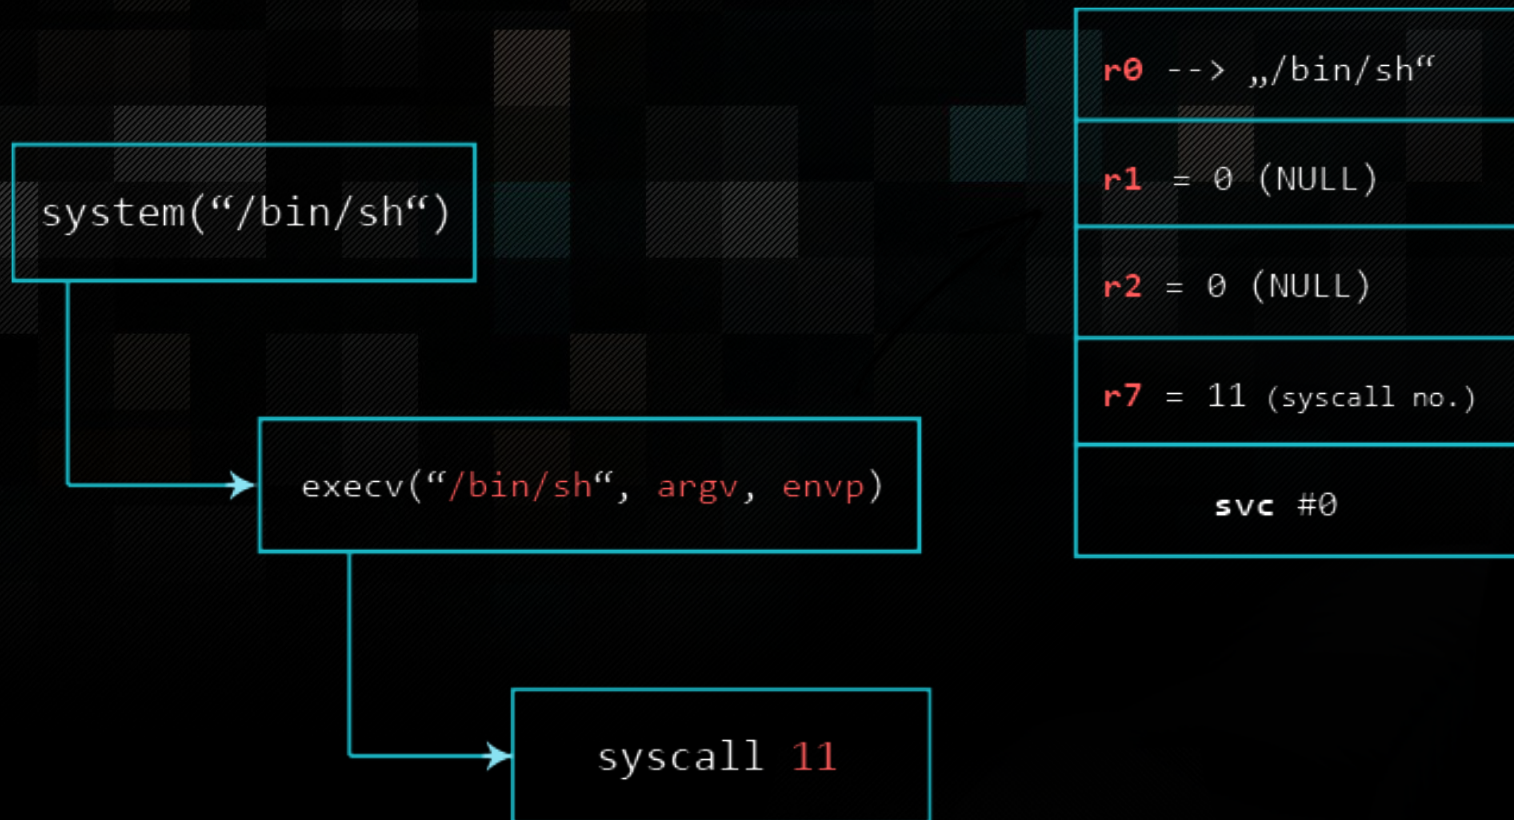 system(“/bin/sh“)
execv(“/bin/sh“, argv, envp)
syscall 11
r0 --> „/bin/sh“
r1 = 0 (NULL)
r2 = 0 (NULL)
r7 = 11 (syscall no.)
svc #0